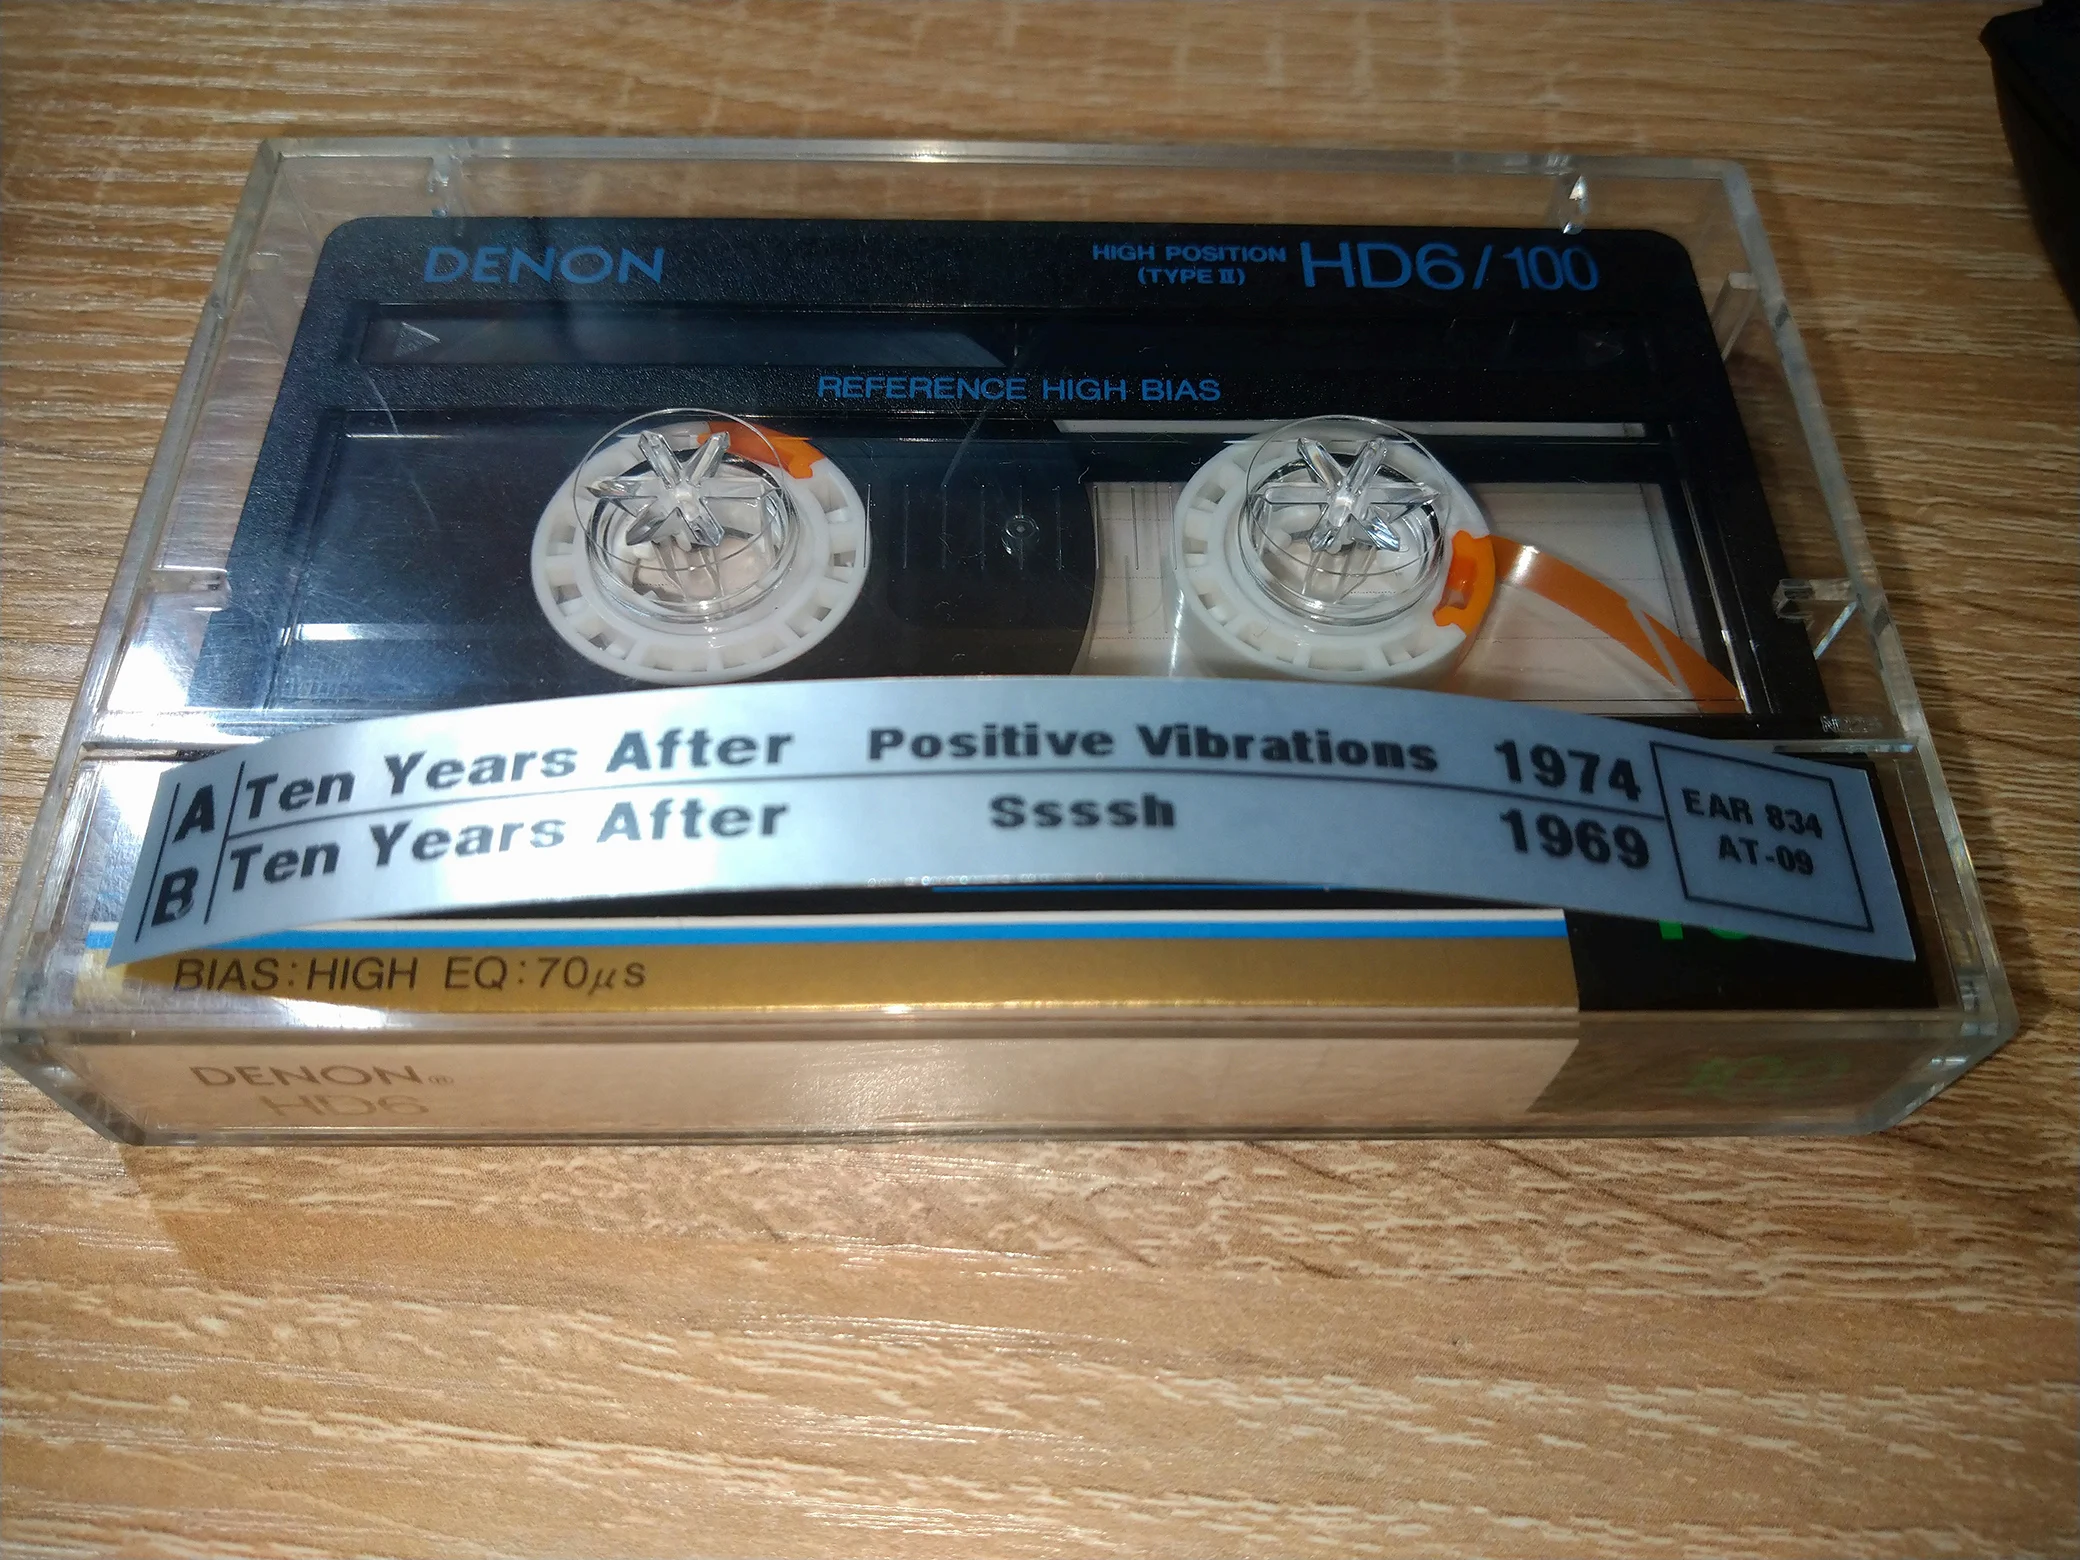 DENON
HIGH POSITION
(TYPE II)
HD6/100
REFERENCE HIGH BIAS
A Ten Years After Positive Vibrations 1974
B Ten Years After Ssssh 1969
EAR 834
AT-09
BIAS:HIGH EQ:70μs
DENON®
HD6
100